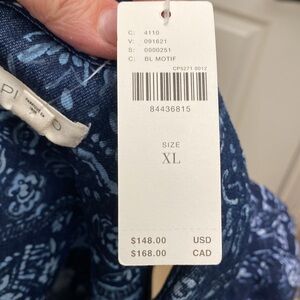 C: 4110
V: 091621
S: 0000251
C: BL MOTIF
CP5271-0012
84436815
SIZE
XL
$148.00 USD
$168.00 CAD